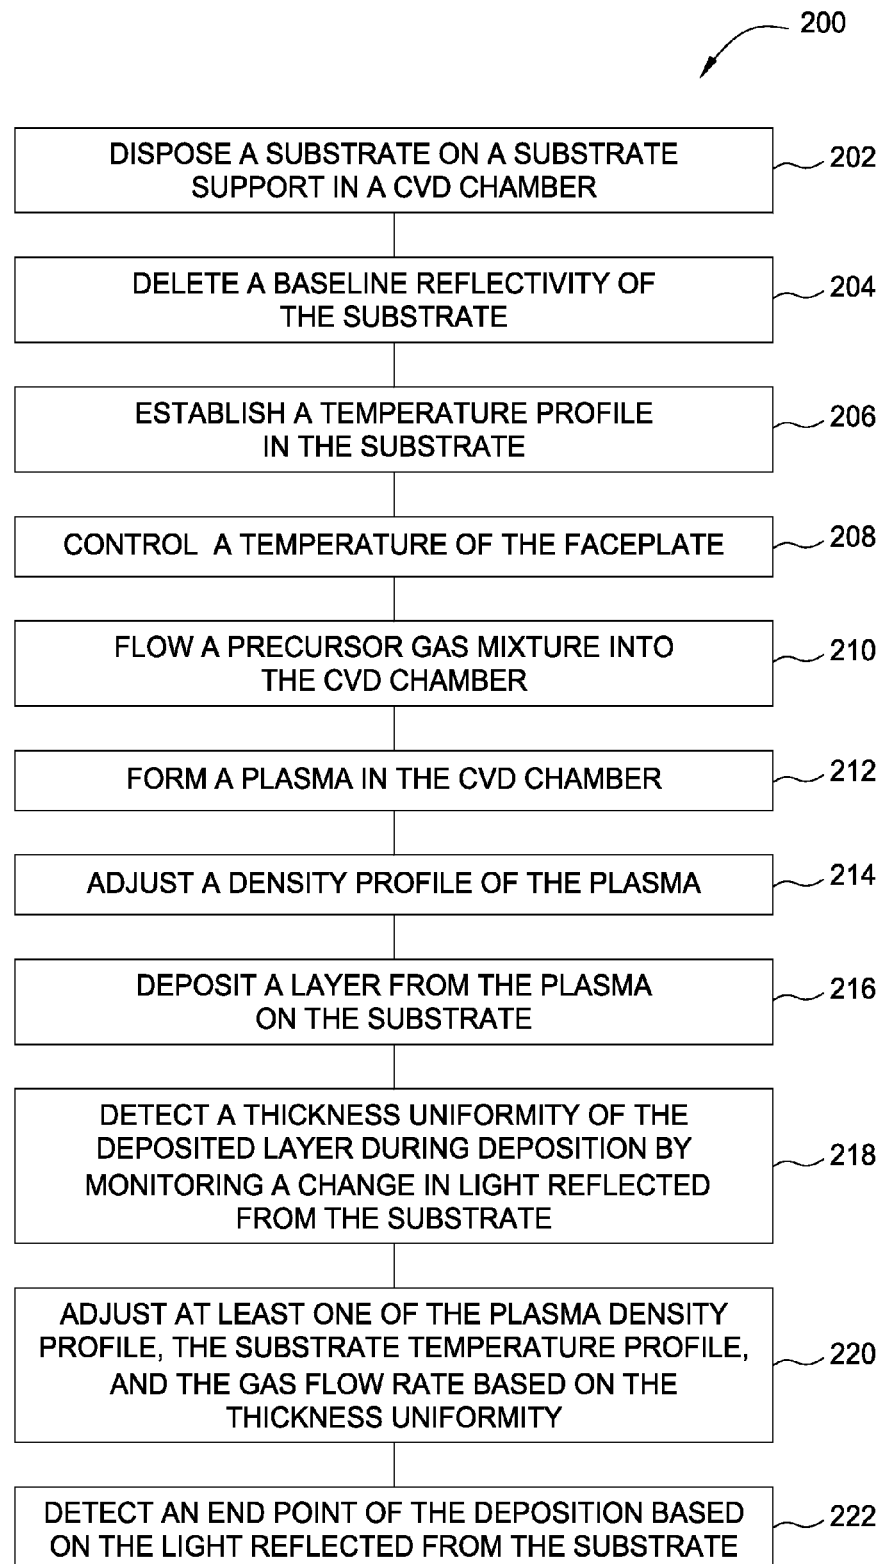 200
DISPOSE A SUBSTRATE ON A SUBSTRATE
SUPPORT IN A CVD CHAMBER
202
DELETE A BASELINE REFLECTIVITY OF
THE SUBSTRATE
204
ESTABLISH A TEMPERATURE PROFILE
IN THE SUBSTRATE
206
CONTROL A TEMPERATURE OF THE FACEPLATE
208
FLOW A PRECURSOR GAS MIXTURE INTO
THE CVD CHAMBER
210
FORM A PLASMA IN THE CVD CHAMBER
212
ADJUST A DENSITY PROFILE OF THE PLASMA
214
DEPOSIT A LAYER FROM THE PLASMA
ON THE SUBSTRATE
216
DETECT A THICKNESS UNIFORMITY OF THE
DEPOSITED LAYER DURING DEPOSITION BY
MONITORING A CHANGE IN LIGHT REFLECTED
FROM THE SUBSTRATE
218
ADJUST AT LEAST ONE OF THE PLASMA DENSITY
PROFILE, THE SUBSTRATE TEMPERATURE PROFILE,
AND THE GAS FLOW RATE BASED ON THE
THICKNESS UNIFORMITY
220
DETECT AN END POINT OF THE DEPOSITION BASED
ON THE LIGHT REFLECTED FROM THE SUBSTRATE
222